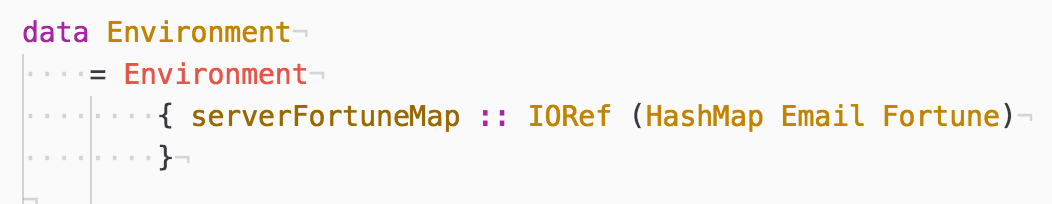 data Environment¬
····= Environment¬
········{ serverFortuneMap :: IORef (HashMap Email Fortune)¬
········}¬
¬